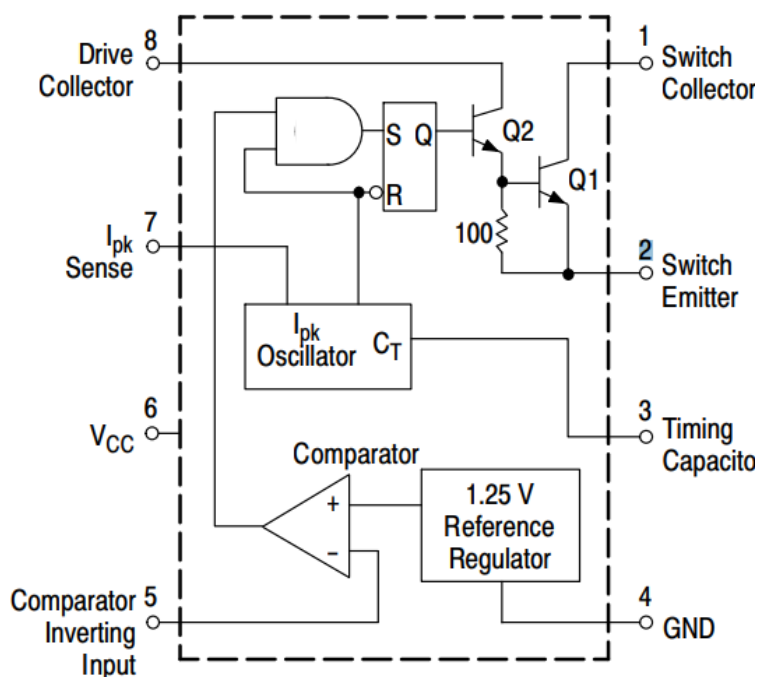 8
Drive
Collector
1
Switch
Collector
S Q
R
Q2
Q1
100
7
Ipk
Sense
2
Switch
Emitter
Ipk
Oscillator
CT
6
VCC
3
Timing
Capacito
Comparator
+
–
1.25 V
Reference
Regulator
5
Comparator
Inverting
Input
4
GND